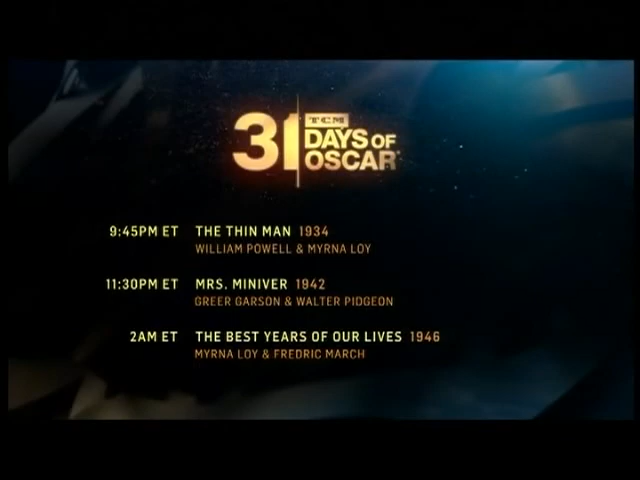 31 TCM
DAYS OF
OSCAR
9:45PM ET THE THIN MAN 1934
WILLIAM POWELL & MYRNA LOY
11:30PM ET MRS. MINIVER 1942
GREER GARSON & WALTER PIDGEON
2AM ET THE BEST YEARS OF OUR LIVES 1946
MYRNA LOY & FREDRIC MARCH